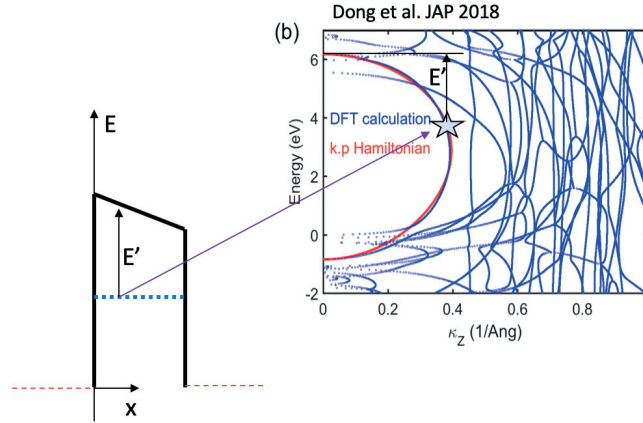 Dong et al. JAP 2018
(b)
6
4
2
0
-2
Energy (eV)
E'
DFT calculation
k.p Hamiltonian
0
0.2
0.4
0.6
0.8
κZ (1/Ang)
E
E'
x